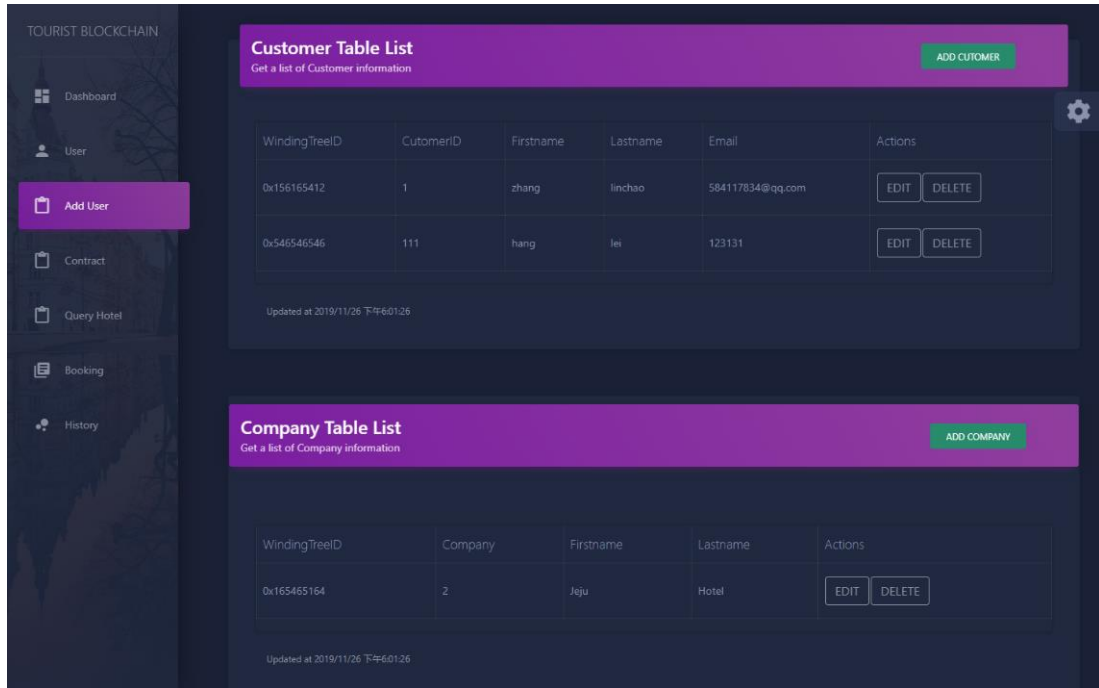 TOURIST BLOCKCHAIN
Dashboard
User
Add User
Contract
Query Hotel
Booking
History
Customer Table List
Get a list of Customer information
ADD CUTOMER
WindingTreeID CutomerID Firstname Lastname Email Actions
0x156165412 1 zhang linchao 584117834@qq.com EDIT DELETE
0x546546546 111 hang lei 123131 EDIT DELETE
Updated at 2019/11/26 下午6:01:26
Company Table List
Get a list of Company information
ADD COMPANY
WindingTreeID Company Firstname Lastname Actions
0x165465164 2 Jeju Hotel EDIT DELETE
Updated at 2019/11/26 下午6:01:26